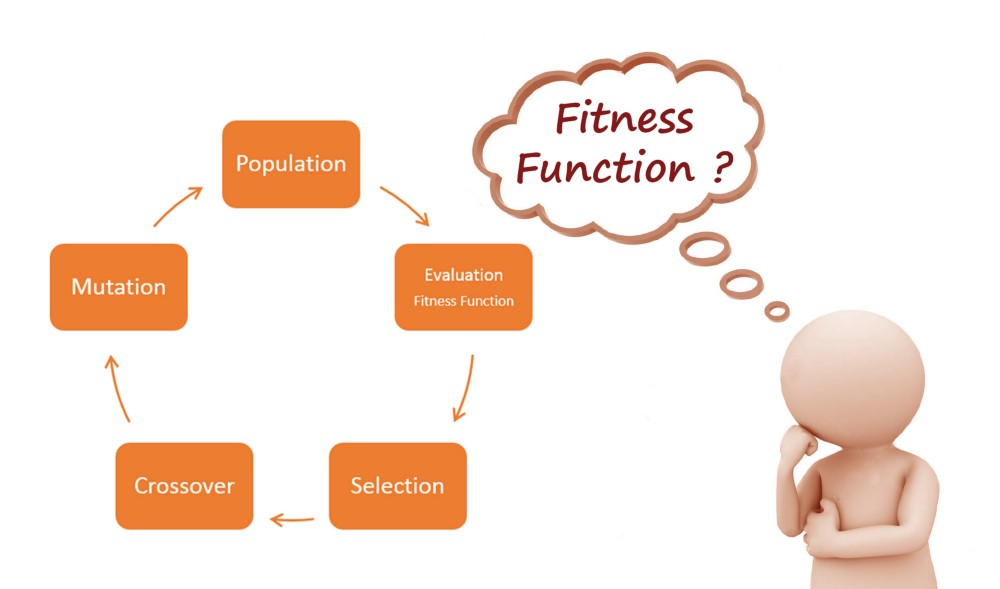 Fitness
Function ?
Population
Evaluation
Fitness Function
Selection
Crossover
Mutation